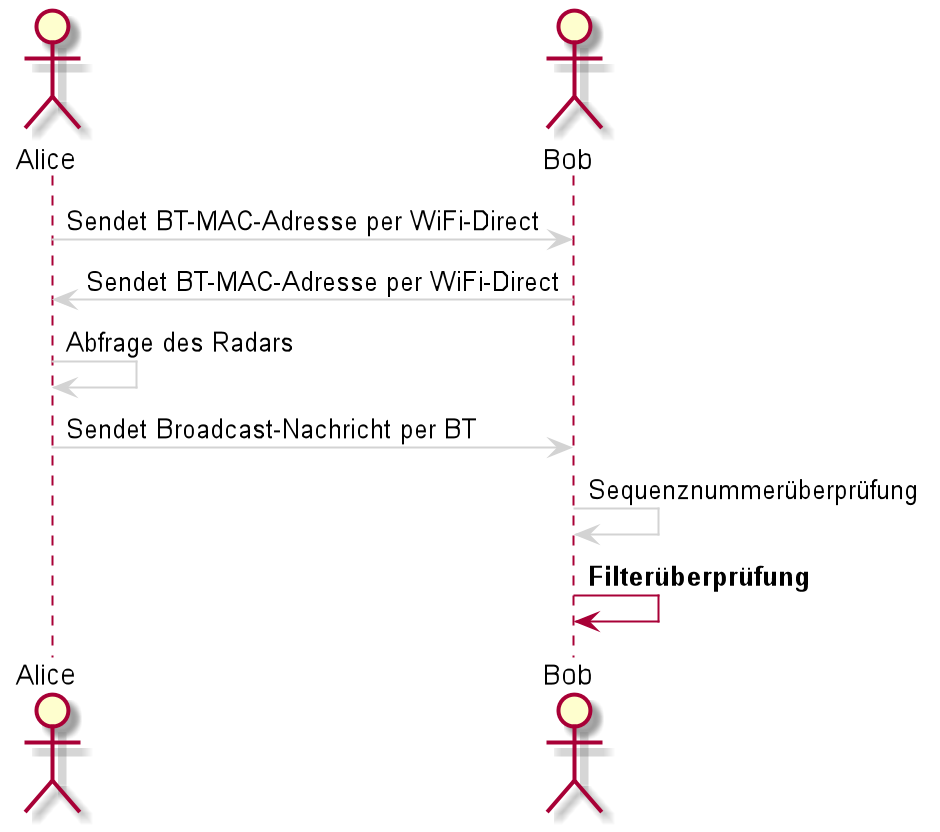 Alice
Bob
Sendet BT-MAC-Adresse per WiFi-Direct
Sendet BT-MAC-Adresse per WiFi-Direct
Abfrage des Radars
Sendet Broadcast-Nachricht per BT
Sequenznummerüberprüfung
Filterüberprüfung
Alice
Bob